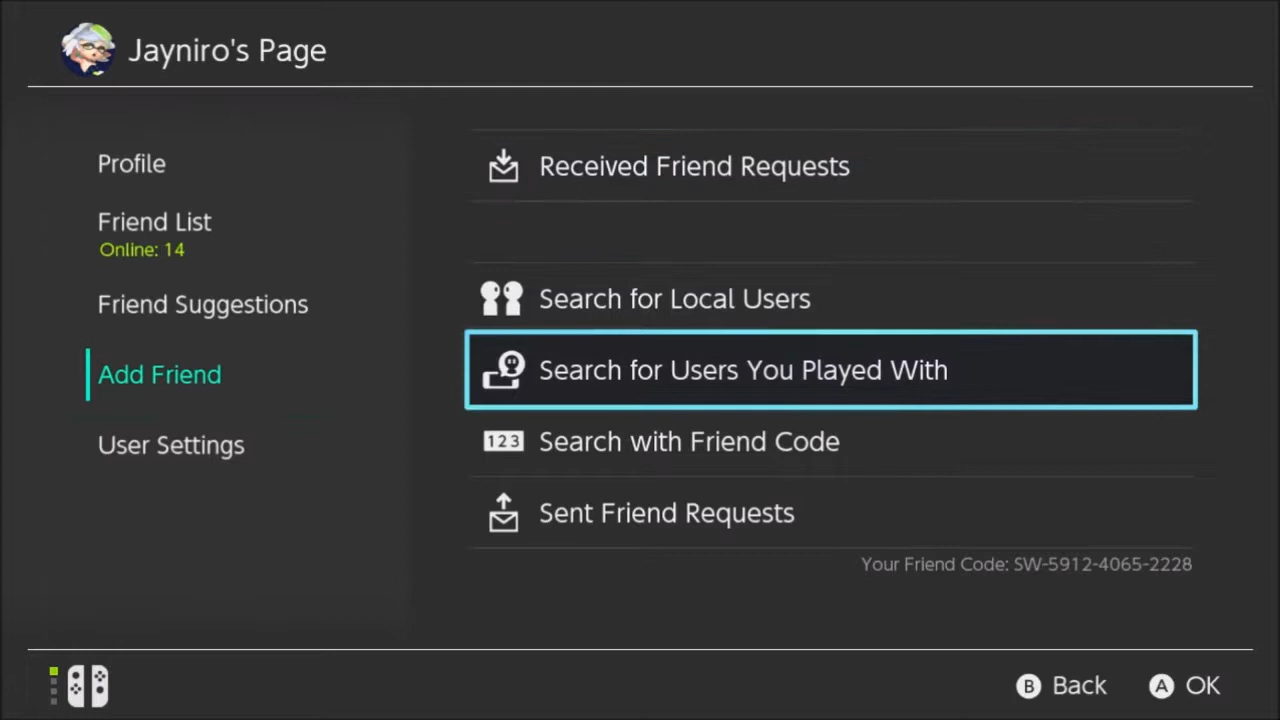 Jayniro's Page
Profile
Friend List
Online: 14
Friend Suggestions
Add Friend
User Settings
Received Friend Requests
Search for Local Users
Search for Users You Played With
123 Search with Friend Code
Sent Friend Requests
Your Friend Code: SW-5912-4065-2228
B Back A OK